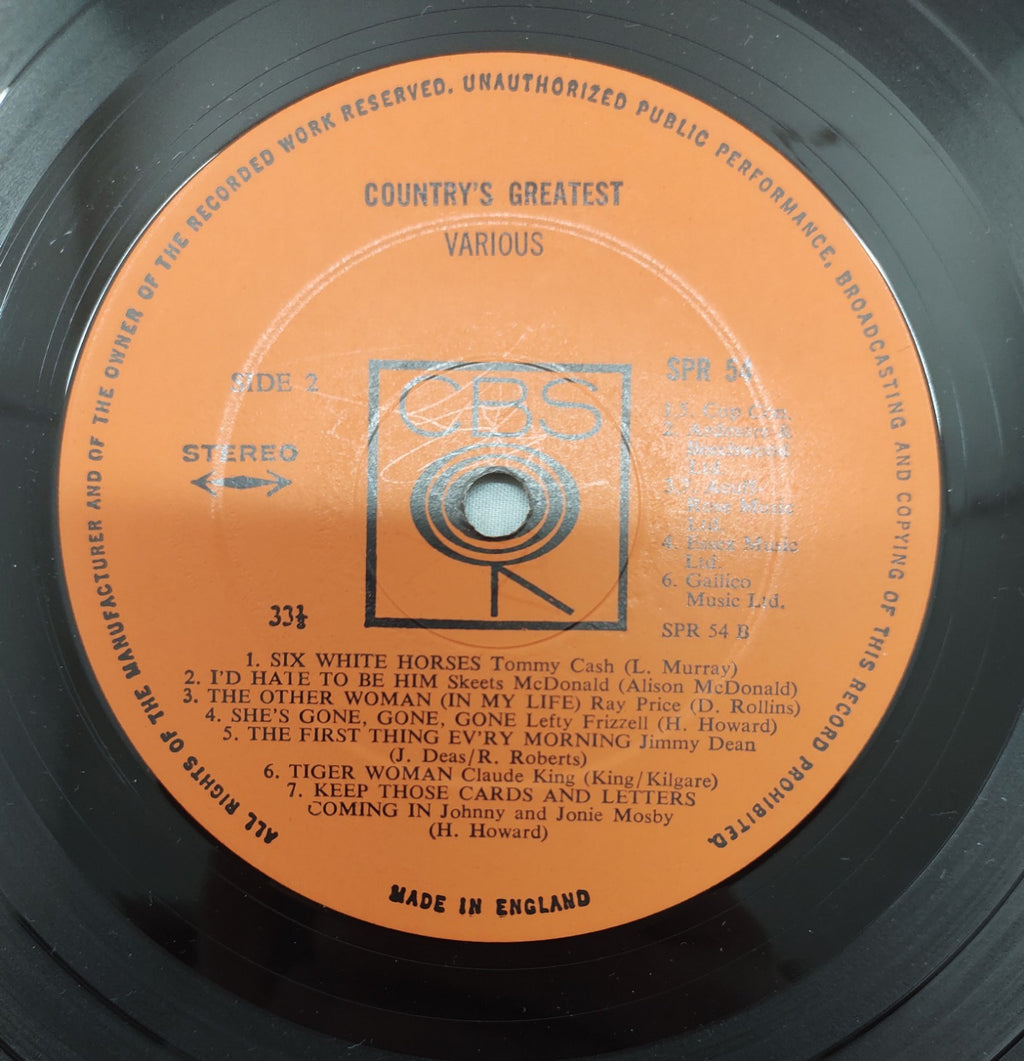 ALL RIGHTS OF THE MANUFACTURER AND OF THE OWNER OF THE RECORDED WORK RESERVED. UNAUTHORIZED PUBLIC PERFORMANCE, BROADCASTING AND COPYING OF THIS RECORD PROHIBITED.
COUNTRY'S GREATEST
VARIOUS
SIDE 2
STEREO
33⅓
CBS
SPR 54
4. Essex Music
Ltd.
6. Gallico
Music Ltd.
SPR 54 B
1. SIX WHITE HORSES Tommy Cash (L. Murray)
2. I'D HATE TO BE HIM Skeets McDonald (Alison McDonald)
3. THE OTHER WOMAN (IN MY LIFE) Ray Price (D. Rollins)
4. SHE'S GONE, GONE, GONE Lefty Frizzell (H. Howard)
5. THE FIRST THING EV'RY MORNING Jimmy Dean
(J. Deas/R. Roberts)
6. TIGER WOMAN Claude King (King/Kilgare)
7. KEEP THOSE CARDS AND LETTERS
COMING IN Johnny and Jonie Mosby
(H. Howard)
MADE IN ENGLAND